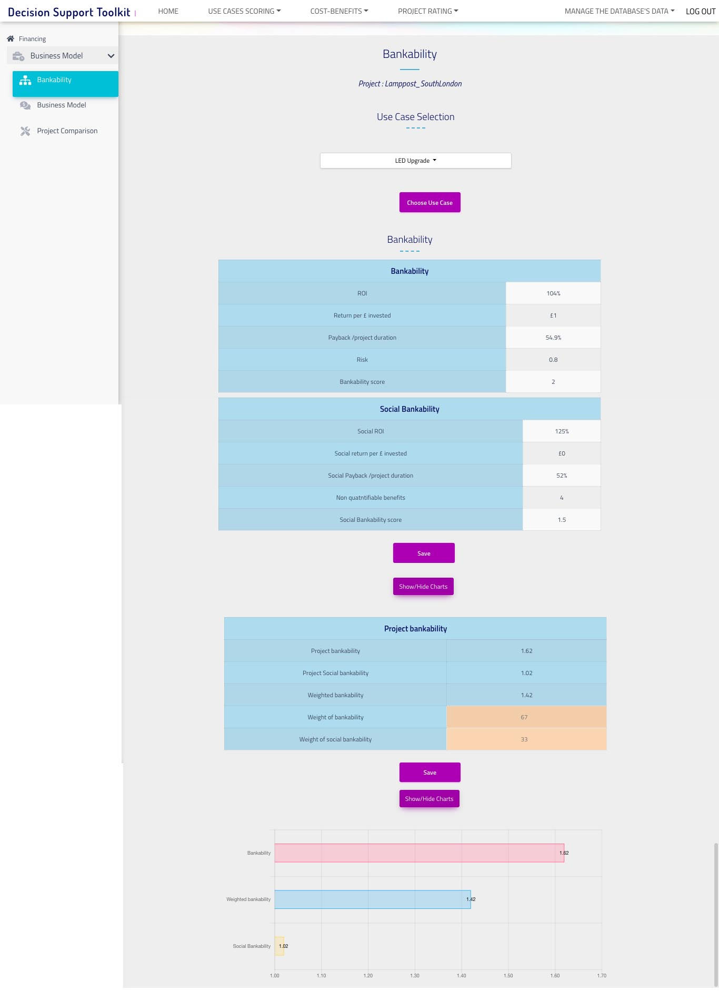 Decision Support Toolkit |
HOME
USE CASES SCORING
COST-BENEFITS
PROJECT RATING
MANAGE THE DATABASE'S DATA
LOG OUT
Financing
Business Model
Bankability
Business Model
Project Comparison
Bankability
Project : Lamppost_SouthLondon
Use Case Selection
LED Upgrade
Choose Use Case
Bankability
Bankability
ROI 104%
Return per £ invested £1
Payback /project duration 54.9%
Risk 0.8
Bankability score 2
Social Bankability
Social ROI 125%
Social return per £ invested £0
Social Payback /project duration 52%
Non quatntifiable benefits 4
Social Bankability score 1.5
Save
Show/Hide Charts
Project bankability
Project bankability 1.62
Project Social bankability 1.02
Weighted bankability 1.42
Weight of bankability 67
Weight of social bankability 33
Save
Show/Hide Charts
Bankability 1.62
Weighted bankability 1.42
Social Bankability 1.02
1.00 1.10 1.20 1.30 1.40 1.50 1.60 1.70